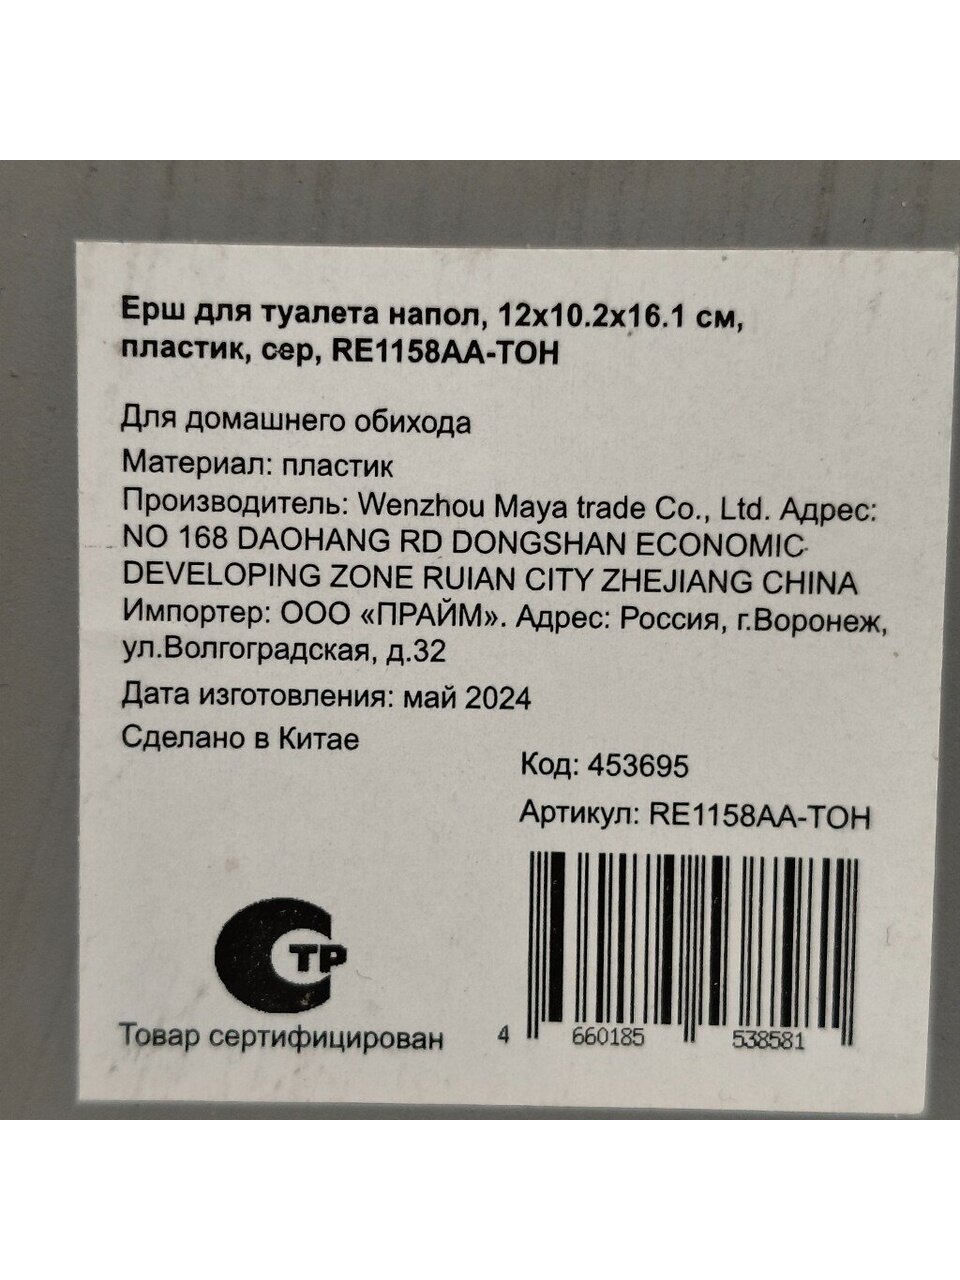 Ерш для туалета напол, 12x10.2x16.1 см,
пластик, сер, RE1158AA-TOH
Для домашнего обихода
Материал: пластик
Производитель: Wenzhou Maya trade Co., Ltd. Адрес:
NO 168 DAOHANG RD DONGSHAN ECONOMIC
DEVELOPING ZONE RUIAN CITY ZHEJIANG CHINA
Импортер: ООО «ПРАЙМ». Адрес: Россия, г.Воронеж,
ул.Волгоградская, д.32
Дата изготовления: май 2024
Сделано в Китае
Код: 453695
Артикул: RE1158AA-TOH
СТР
Товар сертифицирован
4 660185 538581